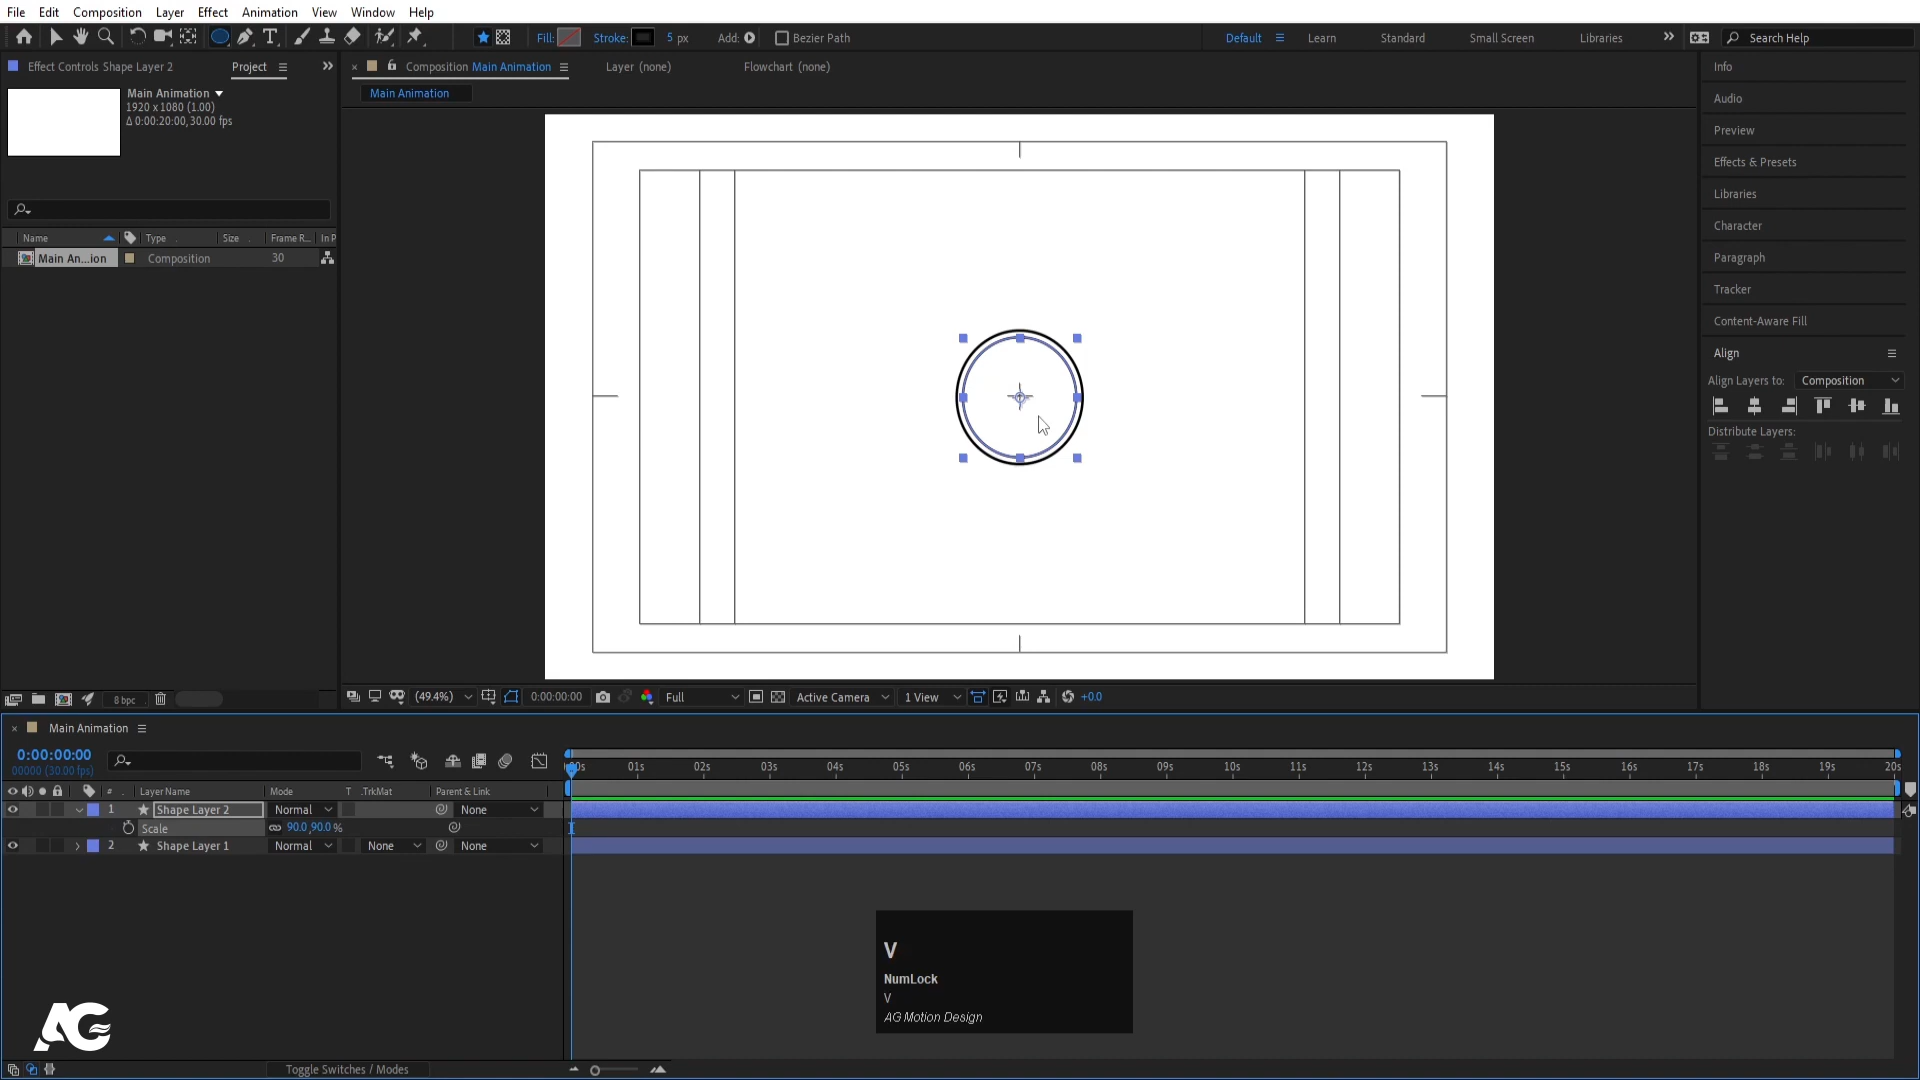 File Edit Composition Layer Effect Animation View Window Help
Fill: Stroke: 5 px Add: Bezier Path Default Learn Standard Small Screen Libraries Search Help
Effect Controls Shape Layer 2 Project
Composition Main Animation Layer (none) Flowchart (none)
Main Animation
Main Animation
1920 x 1080 (1.00)
Δ 0:00:20:00, 30.00 fps
Name Type Size Frame R... In P
Main An...ion Composition 30
Info
Audio
Preview
Effects & Presets
Libraries
Character
Paragraph
Tracker
Content-Aware Fill
Align
Align Layers to: Composition
Distribute Layers:
8 bpc (49.4%) 0:00:00:00 Full Active Camera 1 View +0.0
Main Animation
0:00:00:00
00000 (30.00 fps)
00s 01s 02s 03s 04s 05s 06s 07s 08s 09s 10s 11s 12s 13s 14s 15s 16s 17s 18s 19s 20s
# Layer Name Mode T .TrkMat Parent & Link
1 Shape Layer 2 Normal None
Scale 90.0,90.0%
2 Shape Layer 1 Normal None None
V
NumLock
V
AG Motion Design
AG
Toggle Switches / Modes